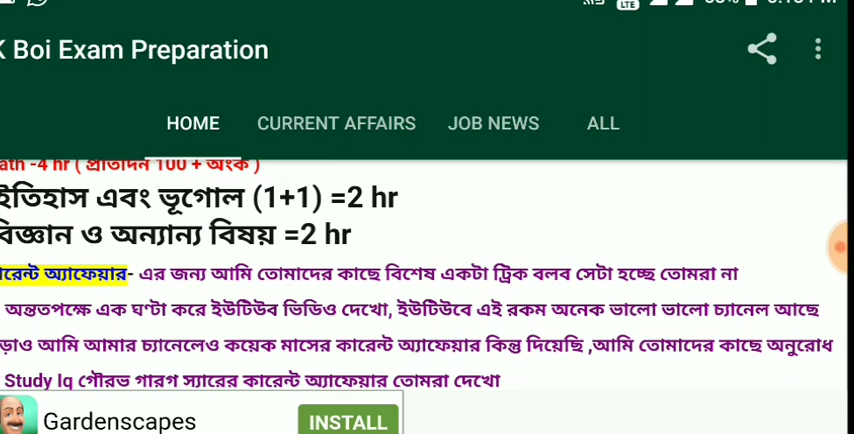 K Boi Exam Preparation
HOME CURRENT AFFAIRS JOB NEWS ALL
ath -4 hr ( প্রতিদিন 100 + অংক )
ইতিহাস এবং ভূগোল (1+1) =2 hr
বিজ্ঞান ও অন্যান্য বিষয় =2 hr
কারেন্ট অ্যাফেয়ার- এর জন্য আমি তোমাদের কাছে বিশেষ একটা ট্রিক বলব সেটা হচ্ছে তোমরা না
অন্ততপক্ষে এক ঘণ্টা করে ইউটিউব ভিডিও দেখো, ইউটিউবে এই রকম অনেক ভালো ভালো চ্যানেল আছে
ড়াও আমি আমার চ্যানেলেও কয়েক মাসের কারেন্ট অ্যাফেয়ার কিন্তু দিয়েছি ,আমি তোমাদের কাছে অনুরোধ
Study Iq গৌরভ গারগ স্যারের কারেন্ট অ্যাফেয়ার তোমরা দেখো
Gardenscapes INSTALL